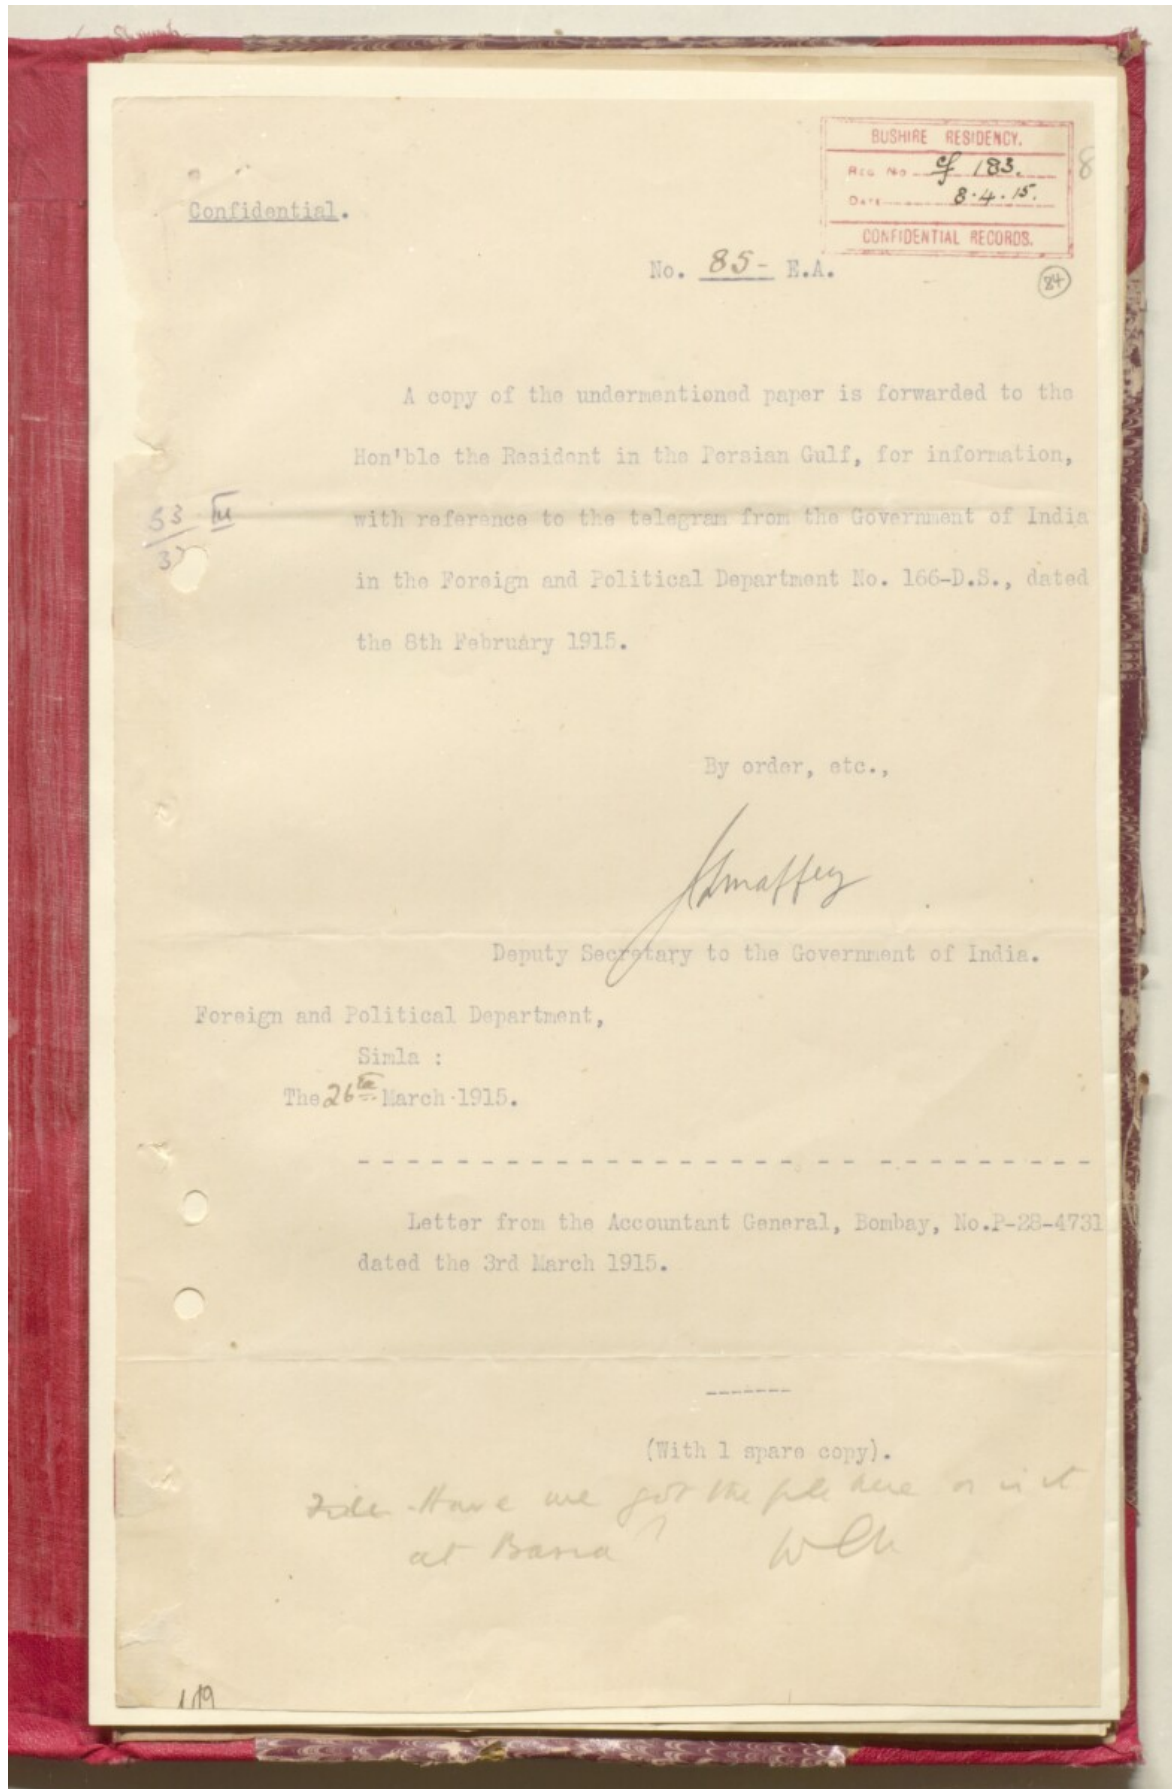 BUSHIRE RESIDENCY.
REG No cf 183.
DATE 8.4.15.
CONFIDENTIAL RECORDS.
8
Confidential.
No. 85- E.A.
84
A copy of the undermentioned paper is forwarded to the
Hon'ble the Resident in the Persian Gulf, for information,
53 III
3
with reference to the telegram from the Government of India
in the Foreign and Political Department No. 166-D.S., dated
the 8th February 1915.
By order, etc.,
Maffey
Deputy Secretary to the Government of India.
Foreign and Political Department,
Simla :
The 26th March 1915.
Letter from the Accountant General, Bombay, No.P-28-4731
dated the 3rd March 1915.
(With 1 spare copy).
File Have we got the file here or is it
at Basra